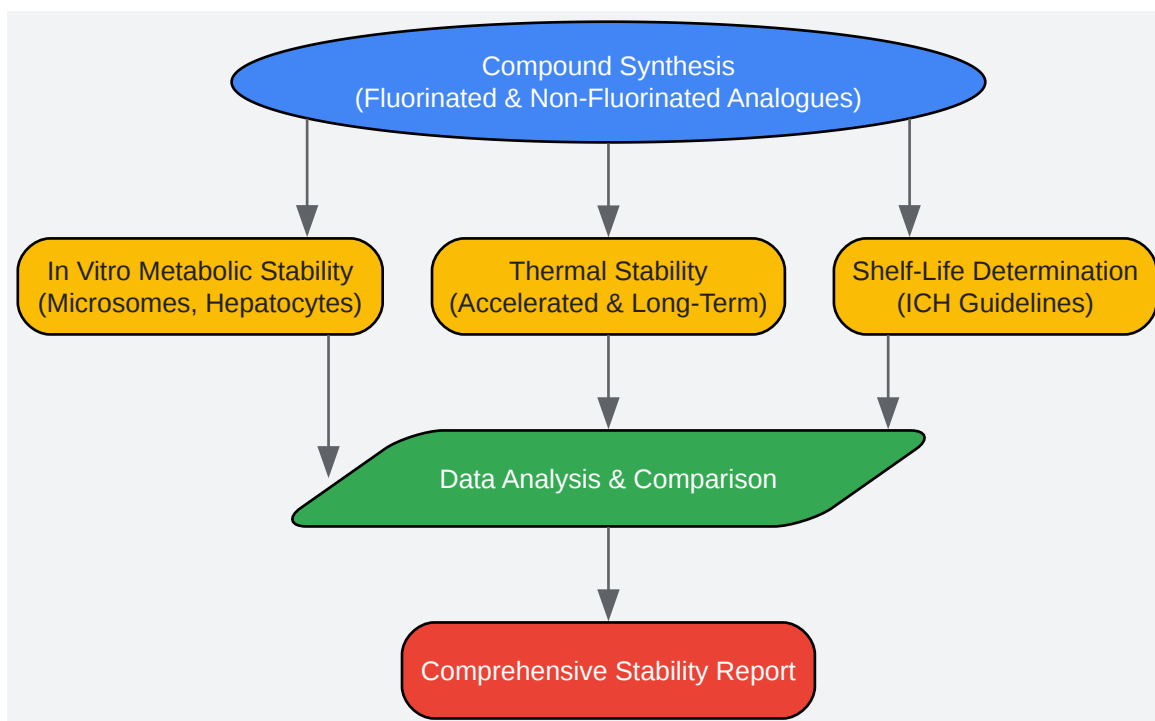 Compound Synthesis
(Fluorinated & Non-Fluorinated Analogues)
In Vitro Metabolic Stability
(Microsomes, Hepatocytes)
Thermal Stability
(Accelerated & Long-Term)
Shelf-Life Determination
(ICH Guidelines)
Data Analysis & Comparison
Comprehensive Stability Report